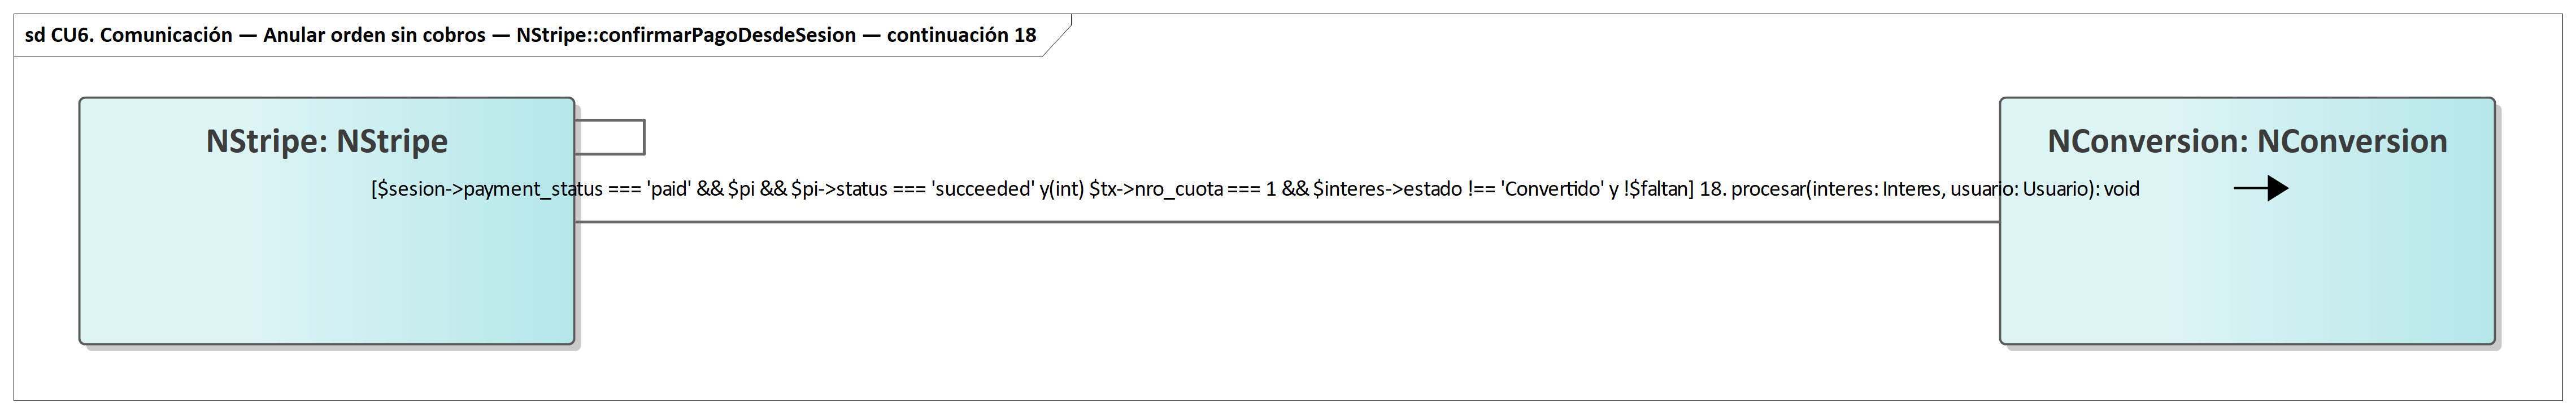 sd CU6. Comunicación — Anular orden sin cobros — NStripe::confirmarPagoDesdeSesion — continuación 18
NStripe: NStripe
NConversion: NConversion
[$sesion->payment_status === 'paid' && $pi && $pi->status === 'succeeded' y(int) $tx->nro_cuota === 1 && $interes->estado !== 'Convertido' y !$faltan] 18. procesar(interes: Interes, usuario: Usuario): void